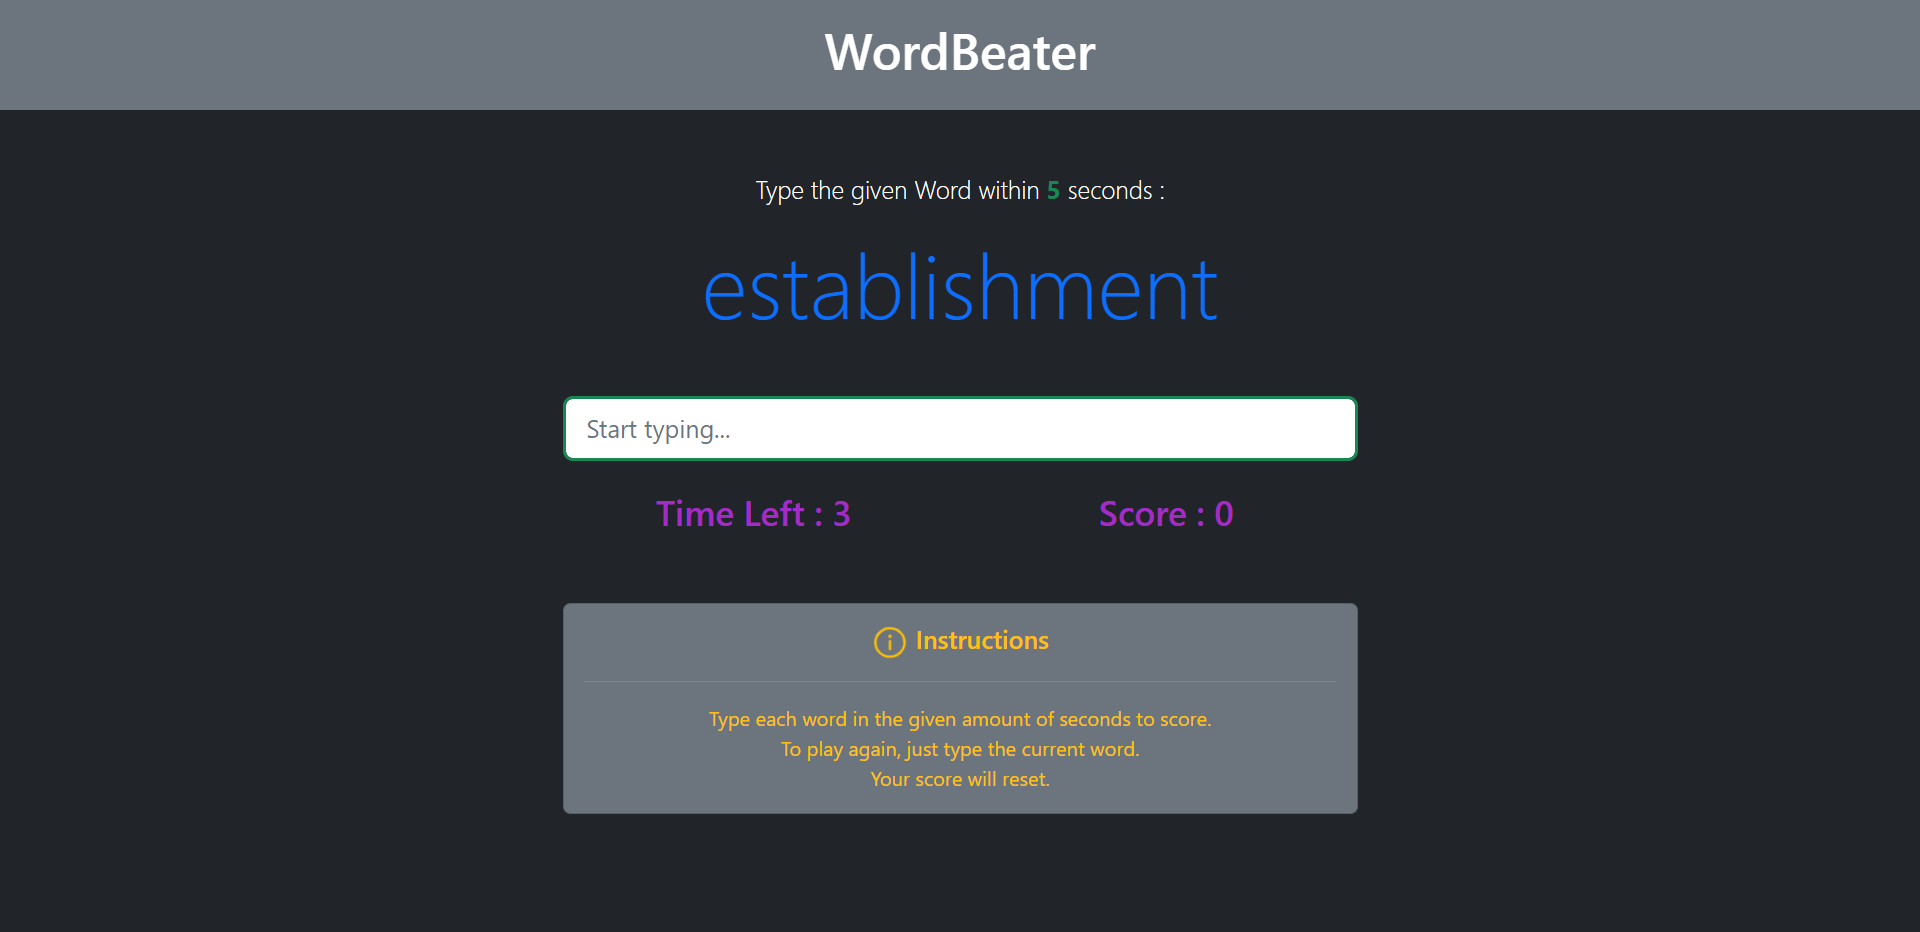 WordBeater
Type the given Word within 5 seconds :
establishment
Start typing...
Time Left : 3
Score : 0
Instructions
Type each word in the given amount of seconds to score.
To play again, just type the current word.
Your score will reset.